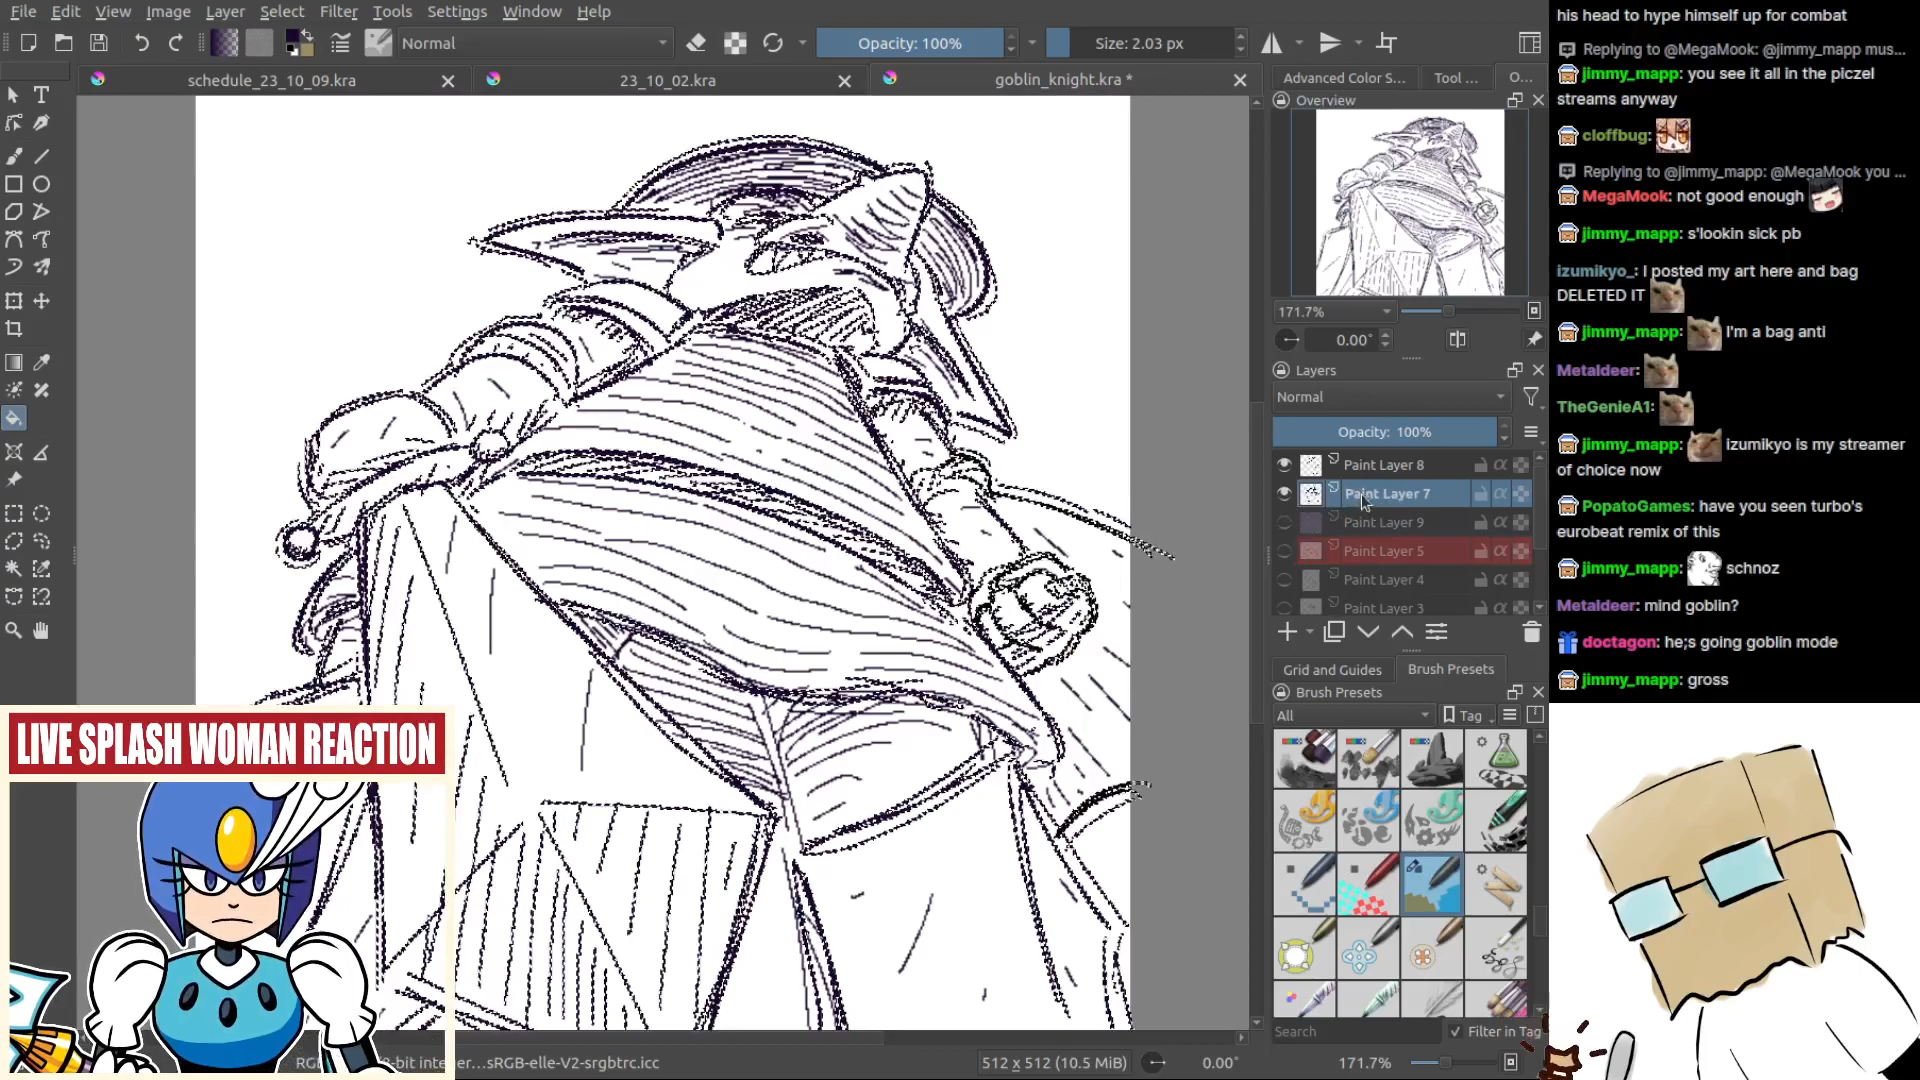 File Edit View Image Layer Select Filter Tools Settings Window Help
Normal
Opacity: 100%
Size: 2.03 px
schedule_23_10_09.kra
23_10_02.kra
goblin_knight.kra *
Advanced Color S...
Tool ...
O...
Overview
171.7%
0.00°
Layers
Normal
Opacity: 100%
Paint Layer 8
Paint Layer 7
Paint Layer 9
Paint Layer 5
Paint Layer 4
Paint Layer 3
Grid and Guides
Brush Presets
Brush Presets
All
Tag
Search
Filter in Tag
8-bit integer...sRGB-elle-V2-srgbtrc.icc
512 x 512 (10.5 MiB)
0.00°
171.7%
LIVE SPLASH WOMAN REACTION
his head to hype himself up for combat
Replying to @MegaMook: @jimmy_mapp mus...
jimmy_mapp: you see it all in the piczel
streams anyway
cloffbug:
Replying to @jimmy_mapp: @MegaMook you ...
MegaMook: not good enough
jimmy_mapp: s'lookin sick pb
izumikyo_: I posted my art here and bag
DELETED IT
jimmy_mapp: I'm a bag anti
Metaldeer:
TheGenieA1:
jimmy_mapp: izumikyo is my streamer
of choice now
PopatoGames: have you seen turbo's
eurobeat remix of this
jimmy_mapp: schnoz
Metaldeer: mind goblin?
doctagon: he;s going goblin mode
jimmy_mapp: gross